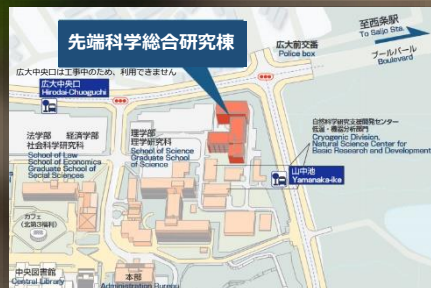 先端科学総合研究棟
至西条駅
To Saijo Sta.
広大前交番
Police box
ブールバール
Boulevard
広大中央口は工事中のため、利用できません
広大中央口
Hirodai-Chuoguchi
法学部 経済学部
社会科学研究科
School of Law
School of Economics
Graduate School of
Social Sciences
理学部
理学研究科
School of Science
Graduate School
of Science
自然科学研究支援開発センター
低温・機器分析部門
Cryogenic Division,
Natural Science Center for
Basic Research and Development
山中池
Yamanaka-ike
カフェ
(北第3福利)
中央図書館
Central Library
本部
Administration Bureau